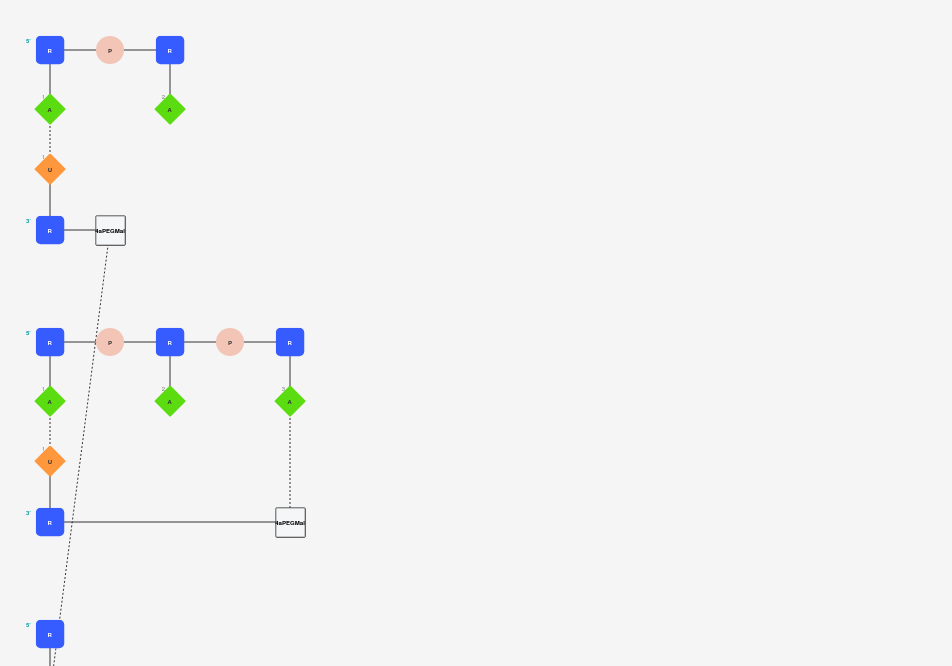 5' R P R
1 A 2 A
1 U
3' R 4aPEGMal
5' R P R P R
1 A 2 A 3 A
1 U
3' R 4aPEGMal
5' R